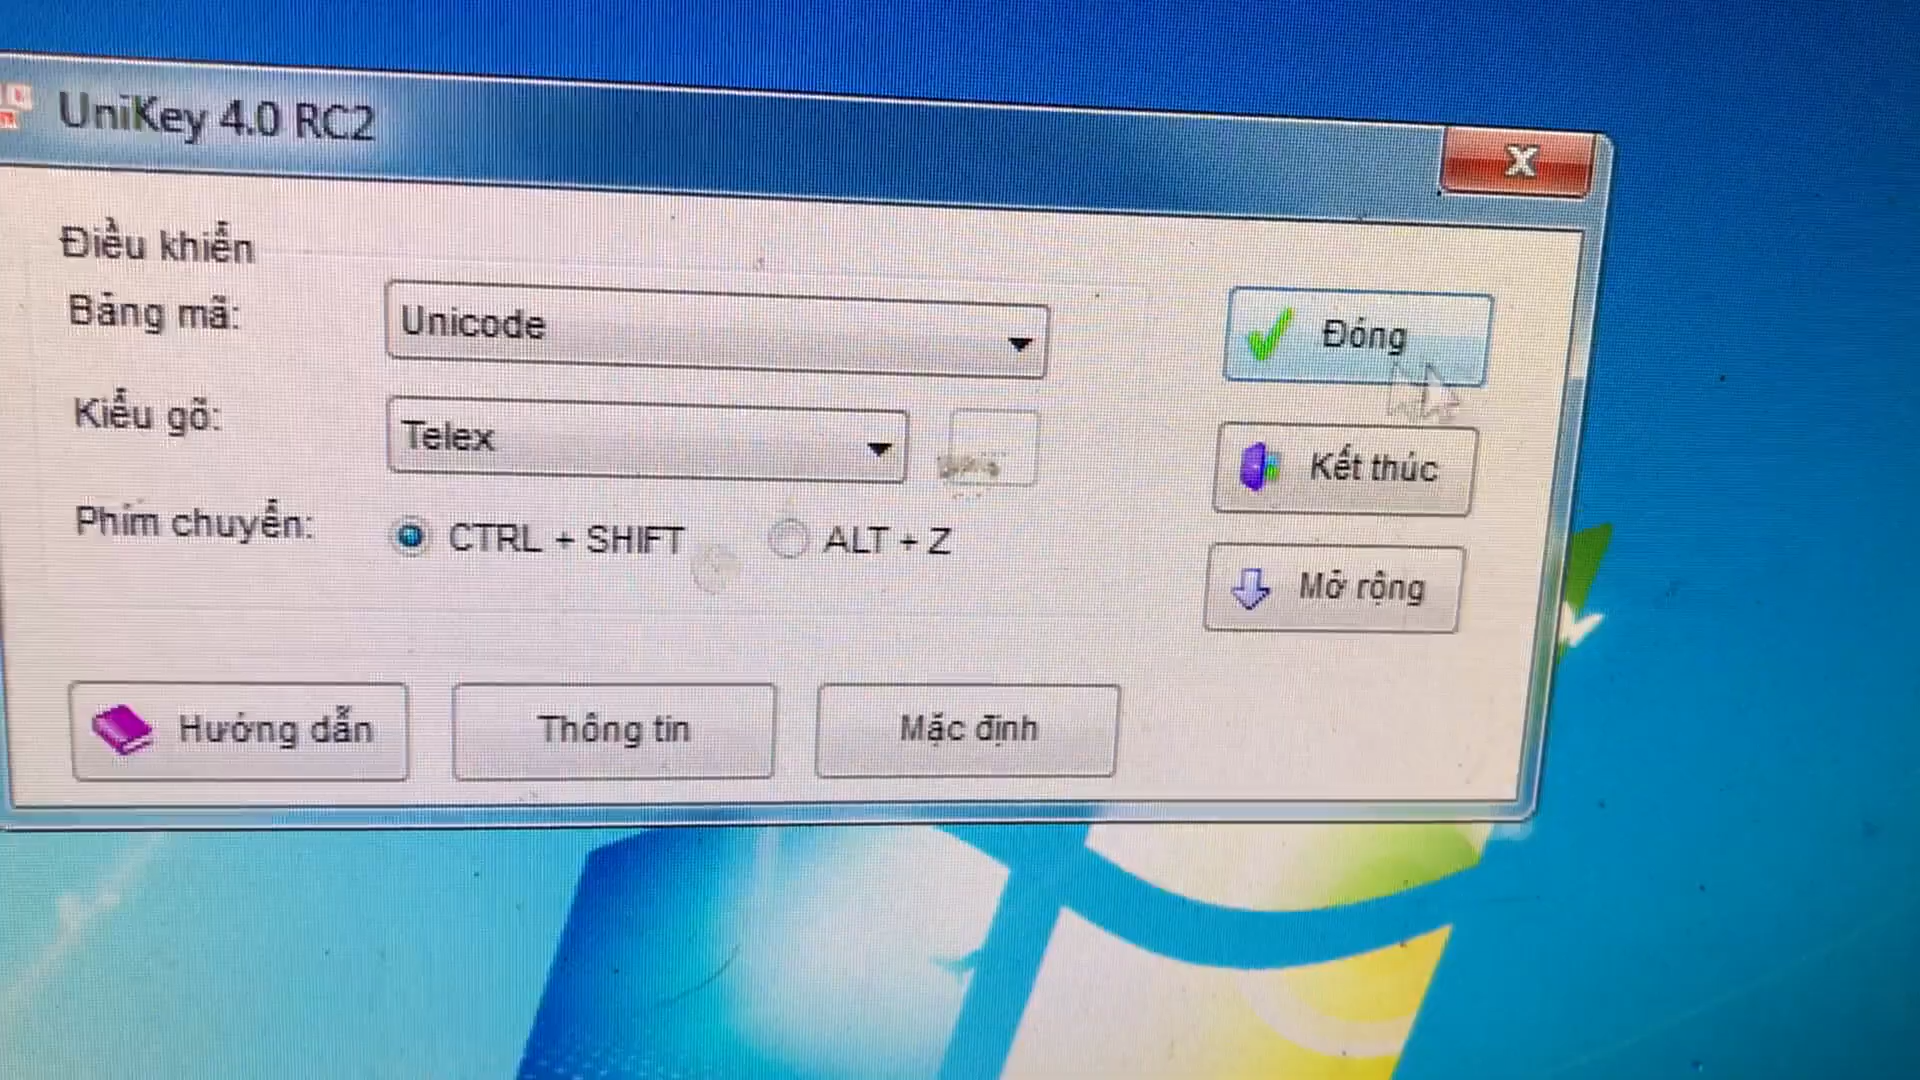 UniKey 4.0 RC2
X
Điều khiển
Bảng mã:
Unicode
Đóng
Kiểu gõ:
Telex
Kết thúc
Phím chuyển:
CTRL + SHIFT
ALT + Z
Mở rộng
Hướng dẫn
Thông tin
Mặc định